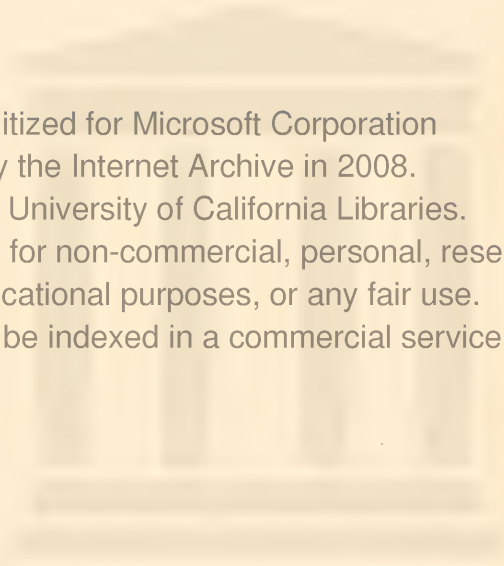 itized for Microsoft Corporation
y the Internet Archive in 2008.
University of California Libraries.
for non-commercial, personal, rese
cational purposes, or any fair use.
be indexed in a commercial service